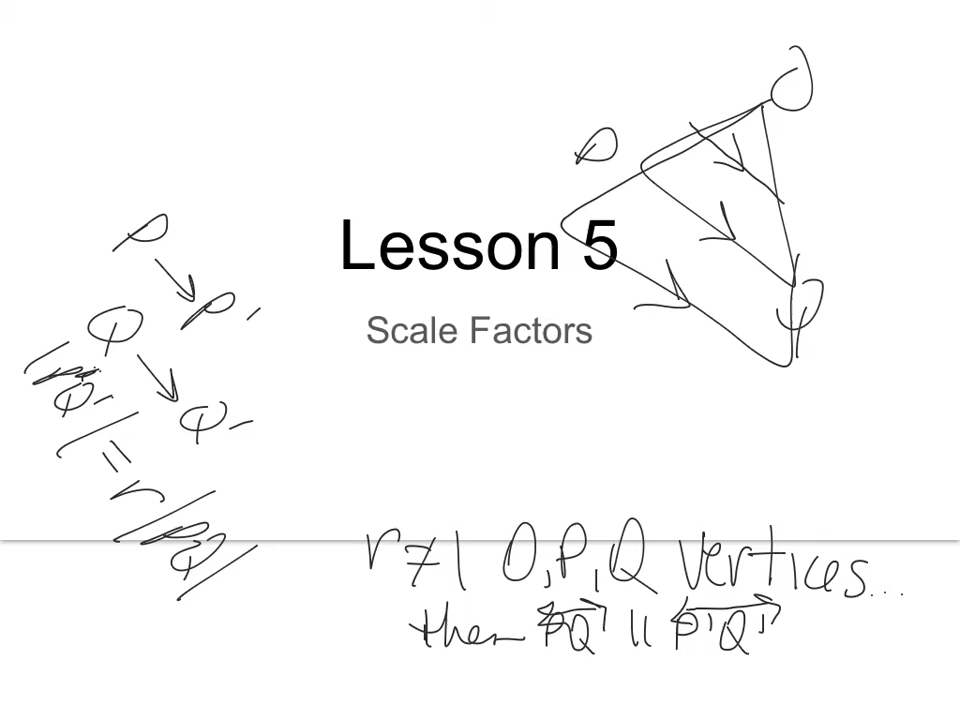 O
P
Lesson 5
P
P'
Scale Factors
Q
Q
Q'
=
r|PQ|
r≠1 O,P,Q vertices...
then PQ || P'Q'